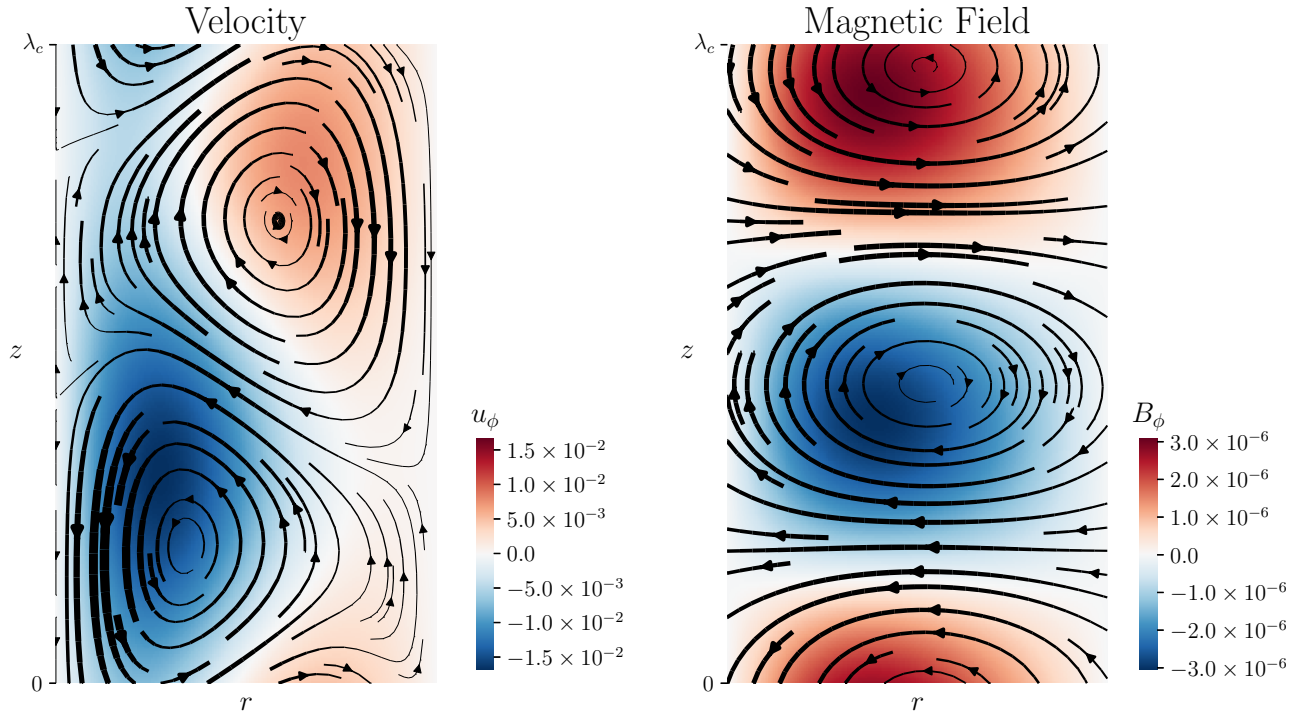 Velocity
λ_c
z
0
r
u_ϕ
1.5 × 10⁻²
1.0 × 10⁻²
5.0 × 10⁻³
0.0
−5.0 × 10⁻³
−1.0 × 10⁻²
−1.5 × 10⁻²
Magnetic Field
λ_c
z
0
r
B_ϕ
3.0 × 10⁻⁶
2.0 × 10⁻⁶
1.0 × 10⁻⁶
0.0
−1.0 × 10⁻⁶
−2.0 × 10⁻⁶
−3.0 × 10⁻⁶